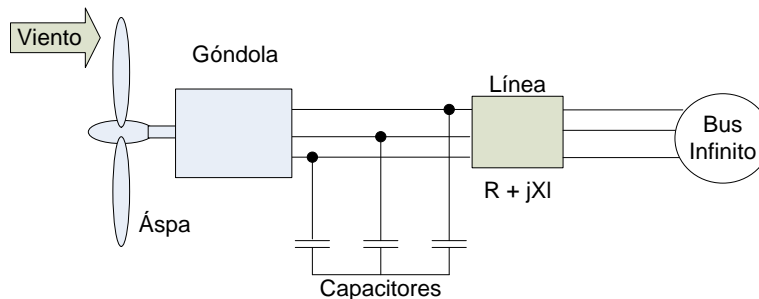 Viento
Góndola
Línea
Bus
Infinito
R + jXl
Áspa
Capacitores